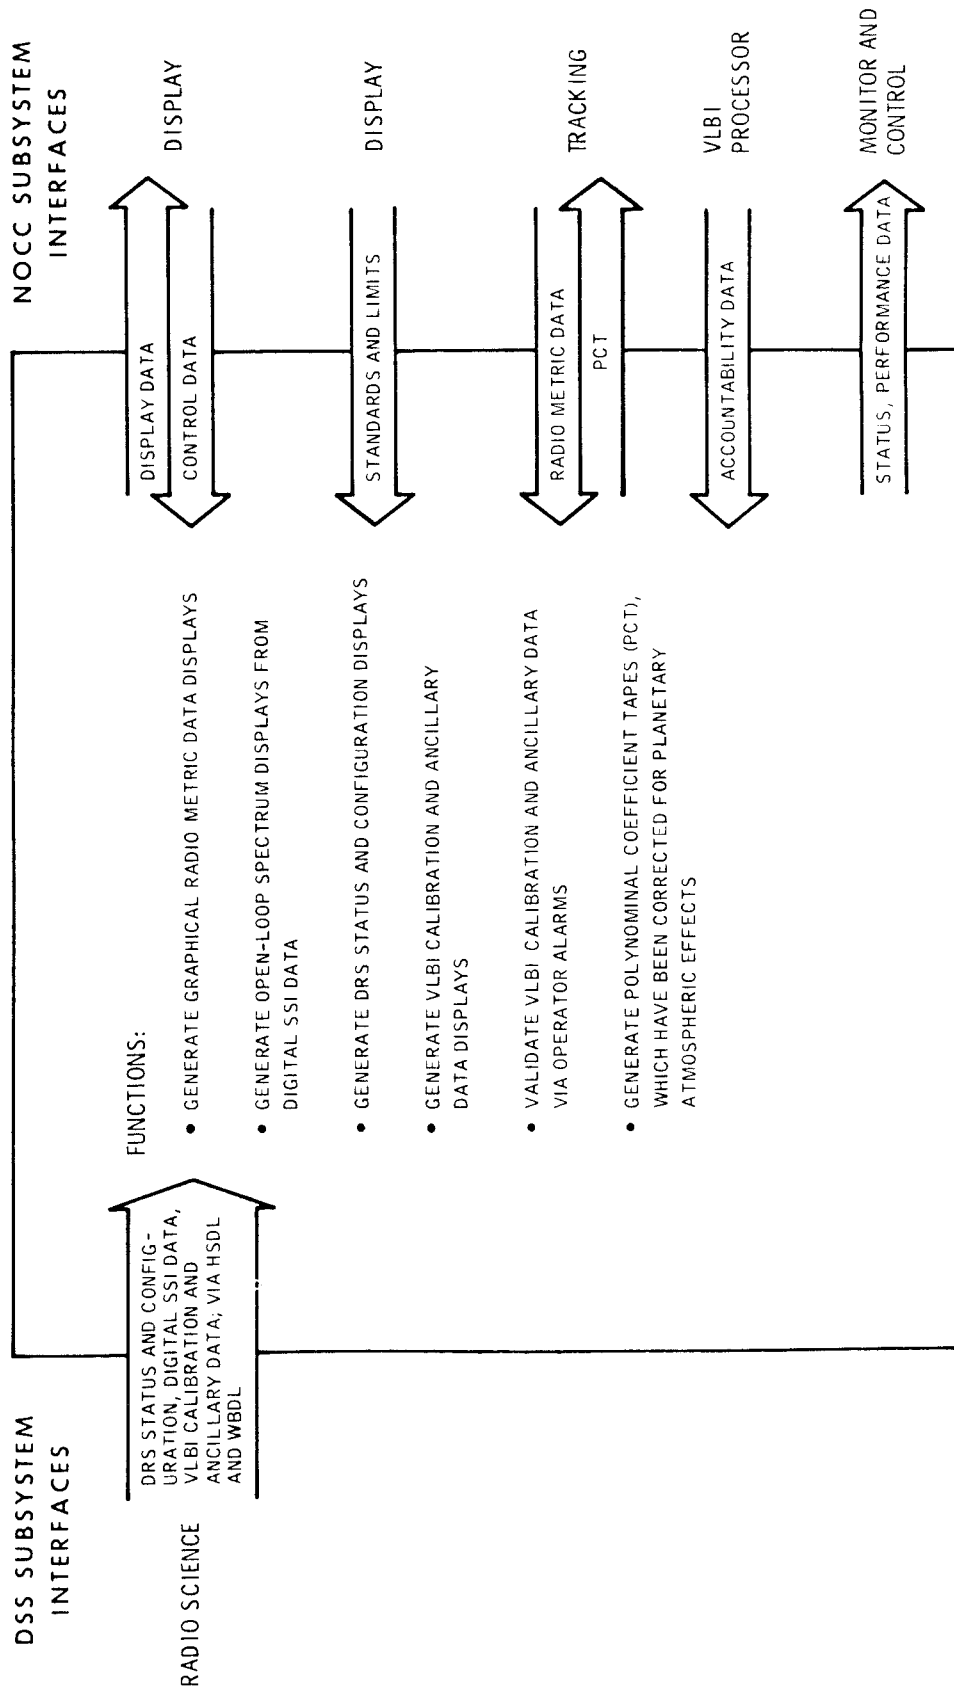 DSS SUBSYSTEM
INTERFACES
NOCC SUBSYSTEM
INTERFACES
RADIO SCIENCE
DRS STATUS AND CONFIG-
URATION, DIGITAL SSI DATA,
VLBI CALIBRATION AND
ANCILLARY DATA; VIA HSDL
AND WBDL
FUNCTIONS:
• GENERATE GRAPHICAL RADIO METRIC DATA DISPLAYS
• GENERATE OPEN-LOOP SPECTRUM DISPLAYS FROM
DIGITAL SSI DATA
• GENERATE DRS STATUS AND CONFIGURATION DISPLAYS
• GENERATE VLBI CALIBRATION AND ANCILLARY
DATA DISPLAYS
• VALIDATE VLBI CALIBRATION AND ANCILLARY DATA
VIA OPERATOR ALARMS
• GENERATE POLYNOMINAL COEFFICIENT TAPES (PCT),
WHICH HAVE BEEN CORRECTED FOR PLANETARY
ATMOSPHERIC EFFECTS
DISPLAY DATA
CONTROL DATA
DISPLAY
STANDARDS AND LIMITS
DISPLAY
RADIO METRIC DATA
PCT
TRACKING
ACCOUNTABILITY DATA
VLBI
PROCESSOR
STATUS, PERFORMANCE DATA
MONITOR AND
CONTROL